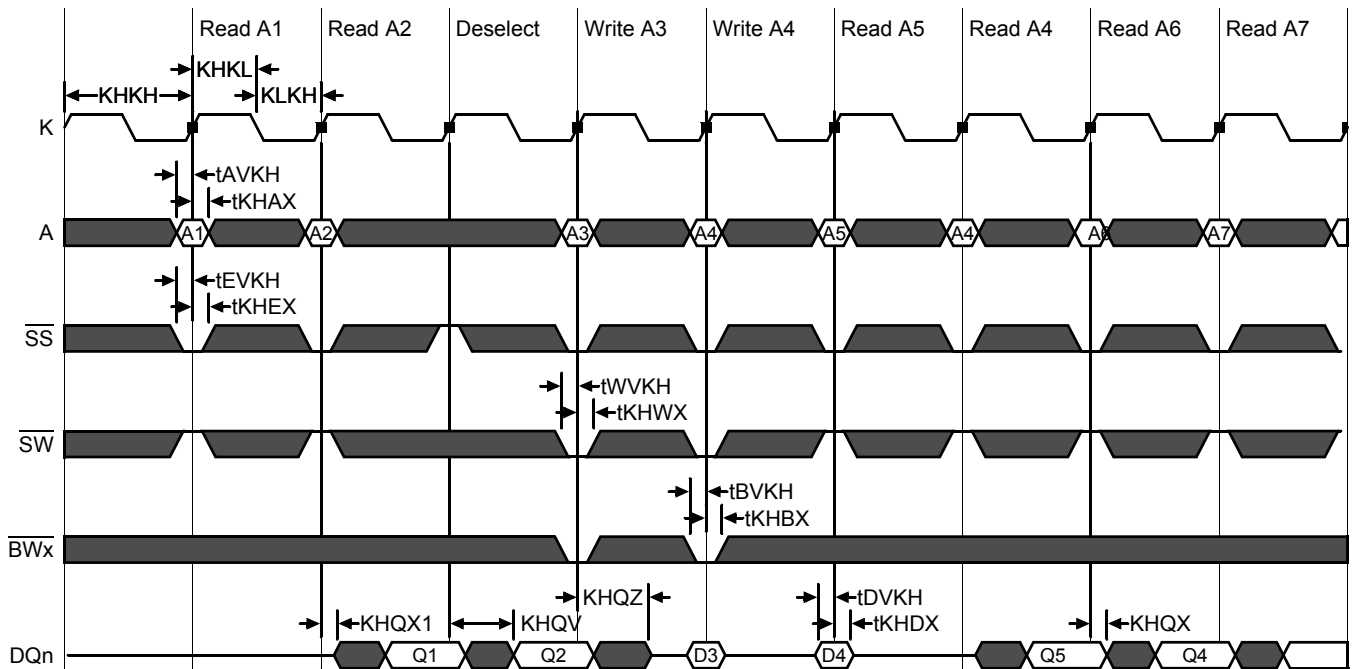 Read A1 Read A2 Deselect Write A3 Write A4 Read A5 Read A4 Read A6 Read A7
KHKL
KHKH KLKH
K
tAVKH
tKHAX
A A1 A2 A3 A4 A5 A4 A6 A7
tEVKH
tKHEX
SS
tWVKH
tKHWX
SW
tBVKH
tKHBX
BWx
KHQZ tDVKH
KHQX1 KHQV tKHDX KHQX
DQn Q1 Q2 D3 D4 Q5 Q4